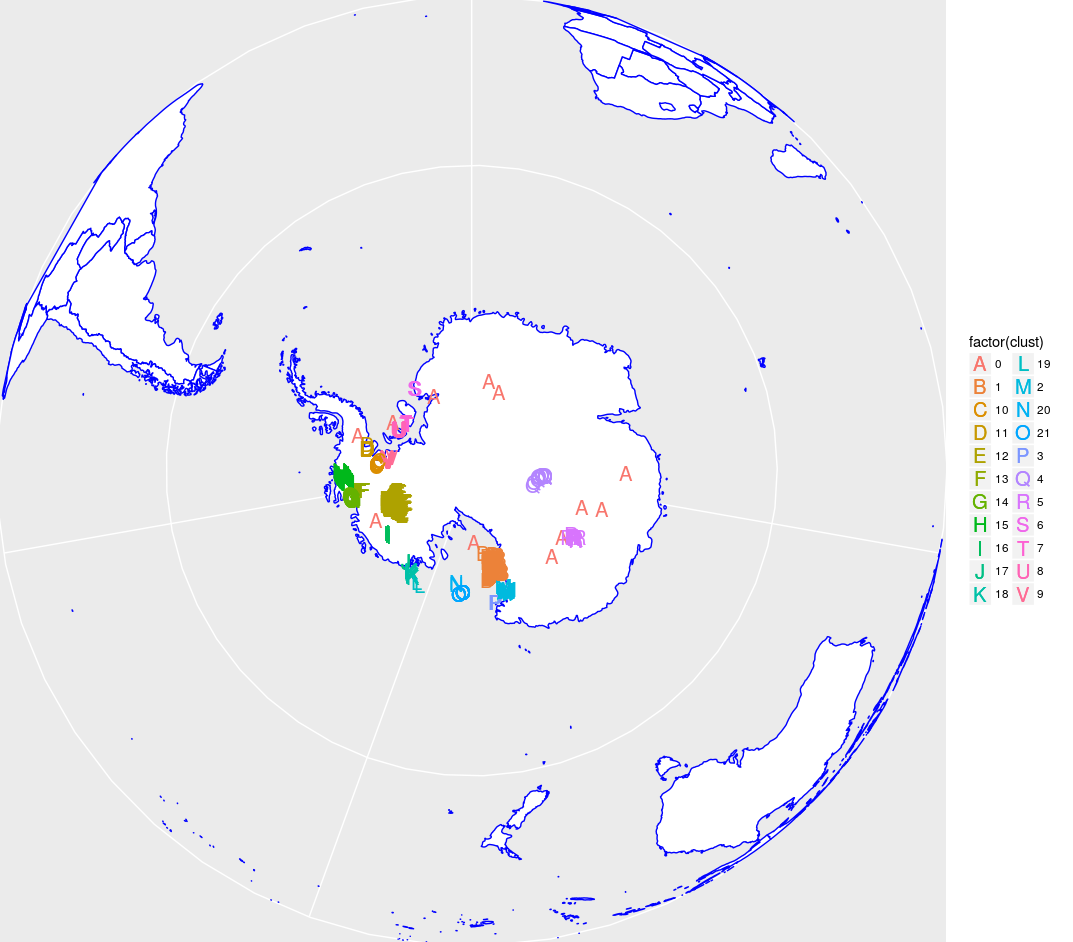 factor(clust)
A 0 L 19
B 1 M 2
C 10 N 20
D 11 O 21
E 12 P 3
F 13 Q 4
G 14 R 5
H 15 S 6
I 16 T 7
J 17 U 8
K 18 V 9
A
A
S
A
A
T
U
A
D
C
V
H
Q
A
F
G
E
A
A
A
I
A
A
R
E
A
B
J
K
L
N
O
M
P